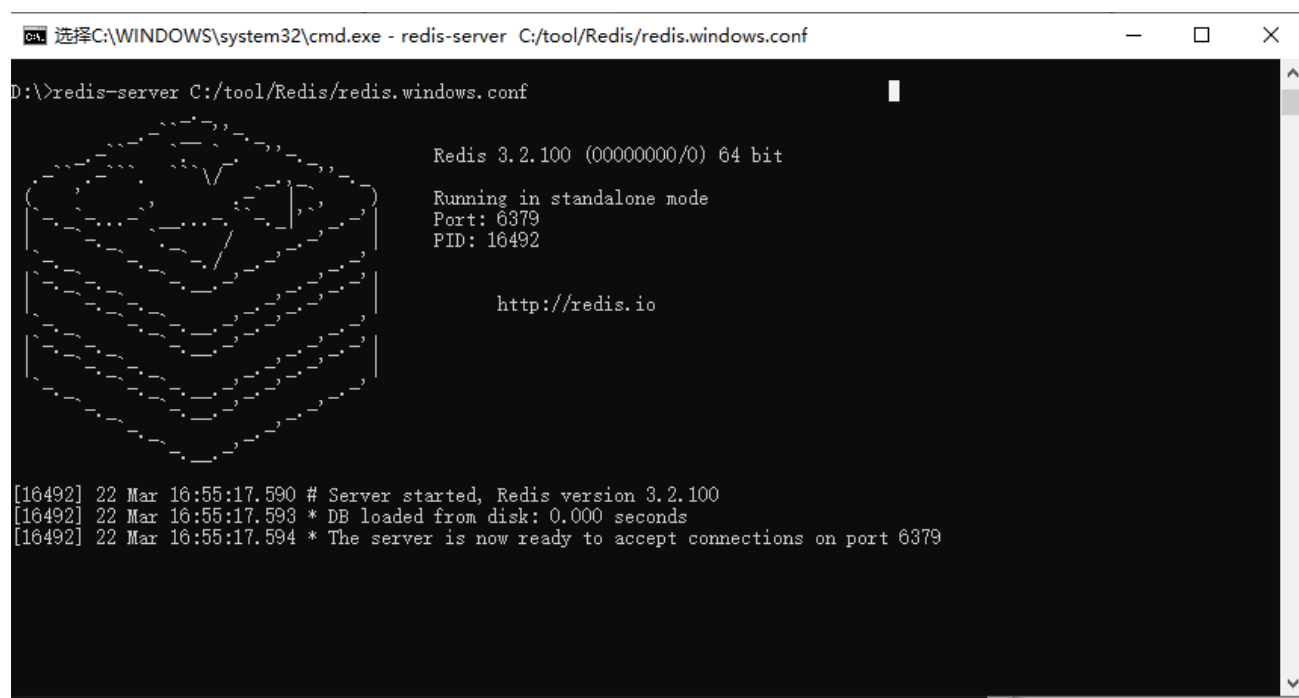 选择C:\WINDOWS\system32\cmd.exe - redis-server  C:/tool/Redis/redis.windows.conf
D:\>redis-server C:/tool/Redis/redis.windows.conf
Redis 3.2.100 (00000000/0) 64 bit
Running in standalone mode
Port: 6379
PID: 16492
http://redis.io
[16492] 22 Mar 16:55:17.590 # Server started, Redis version 3.2.100
[16492] 22 Mar 16:55:17.593 * DB loaded from disk: 0.000 seconds
[16492] 22 Mar 16:55:17.594 * The server is now ready to accept connections on port 6379